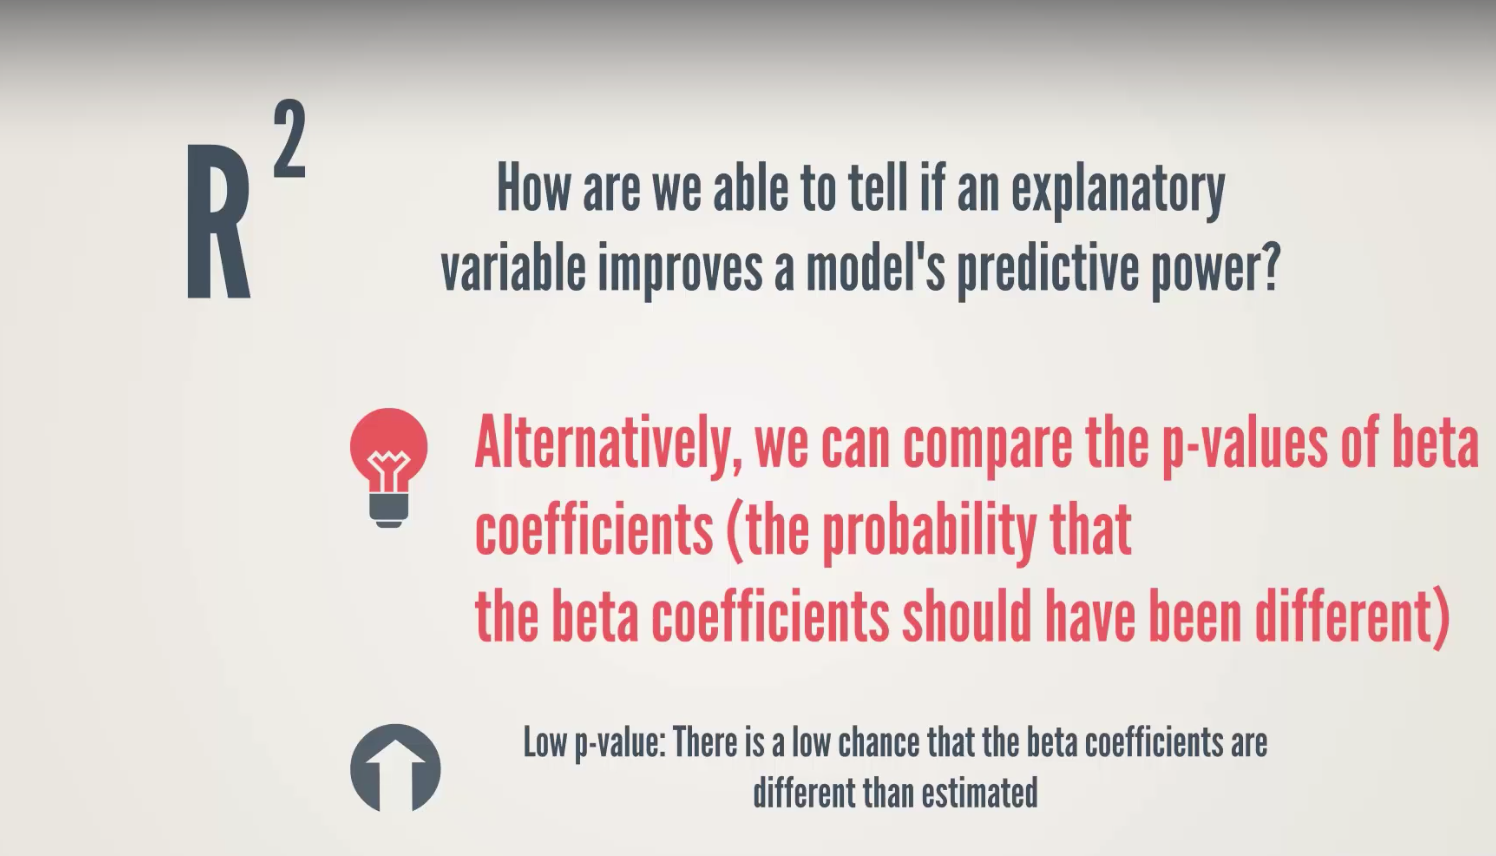 R²
How are we able to tell if an explanatory
variable improves a model's predictive power?
Alternatively, we can compare the p-values of beta
coefficients (the probability that
the beta coefficients should have been different)
Low p-value: There is a low chance that the beta coefficients are
different than estimated